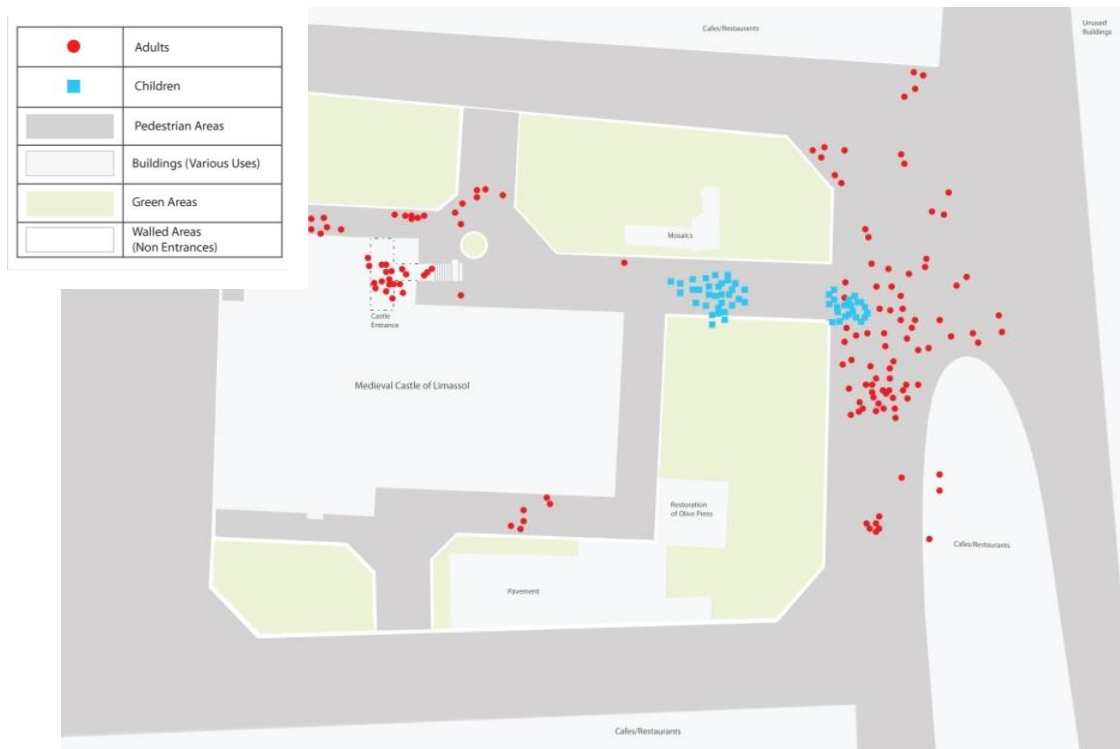 Adults
Children
Pedestrian Areas
Buildings (Various Uses)
Green Areas
Walled Areas
(Non Entrances)
Cafes/Restaurants
Unused
Buildings
Mosaics
Castle
Entrance
Medieval Castle of Limassol
Restoration
of Olive Press
Cafes/Restaurants
Pavement
Cafes/Restaurants